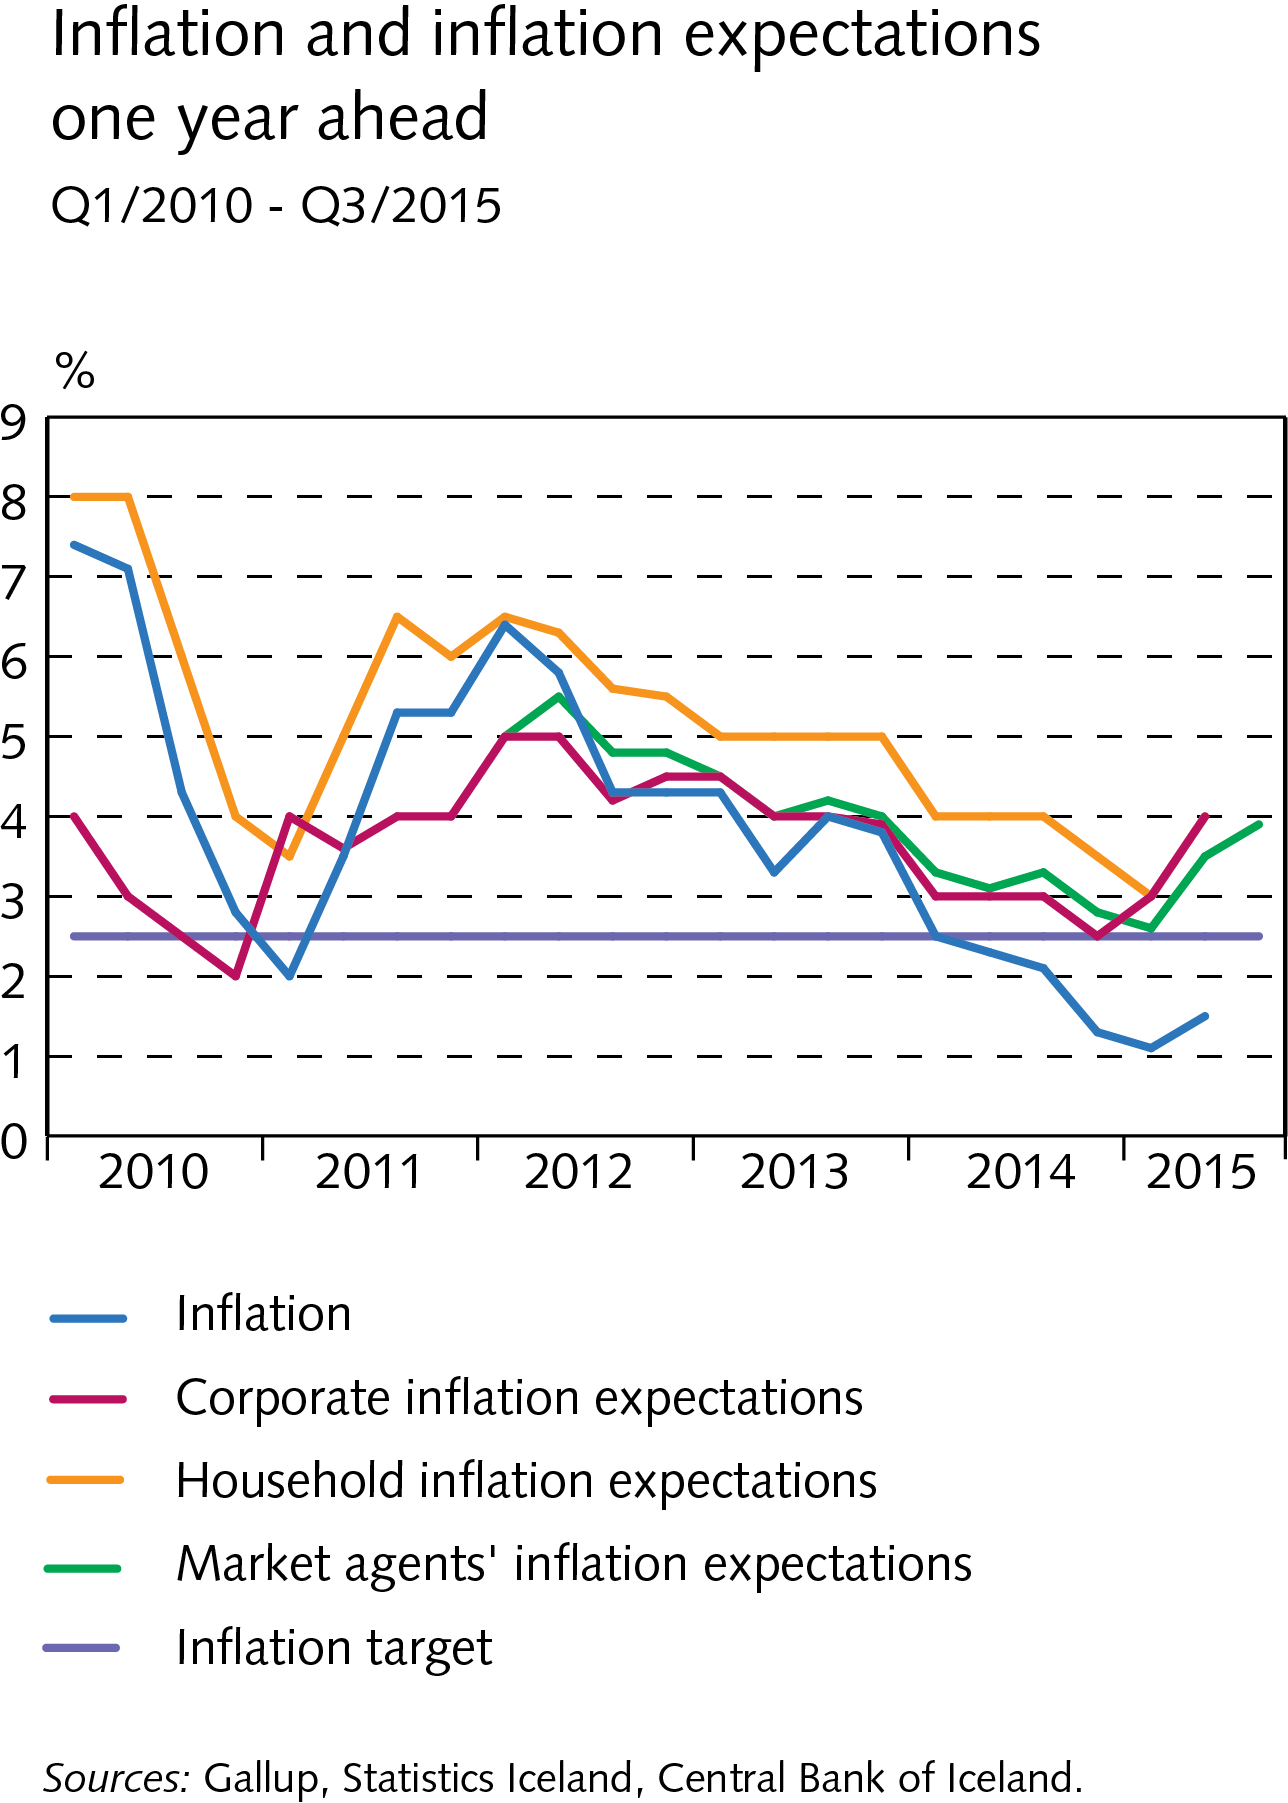 Inflation and inflation expectations
one year ahead
Q1/2010 - Q3/2015
%
9
8
7
6
5
4
3
2
1
0
2010 2011 2012 2013 2014 2015
Inflation
Corporate inflation expectations
Household inflation expectations
Market agents' inflation expectations
Inflation target
Sources: Gallup, Statistics Iceland, Central Bank of Iceland.